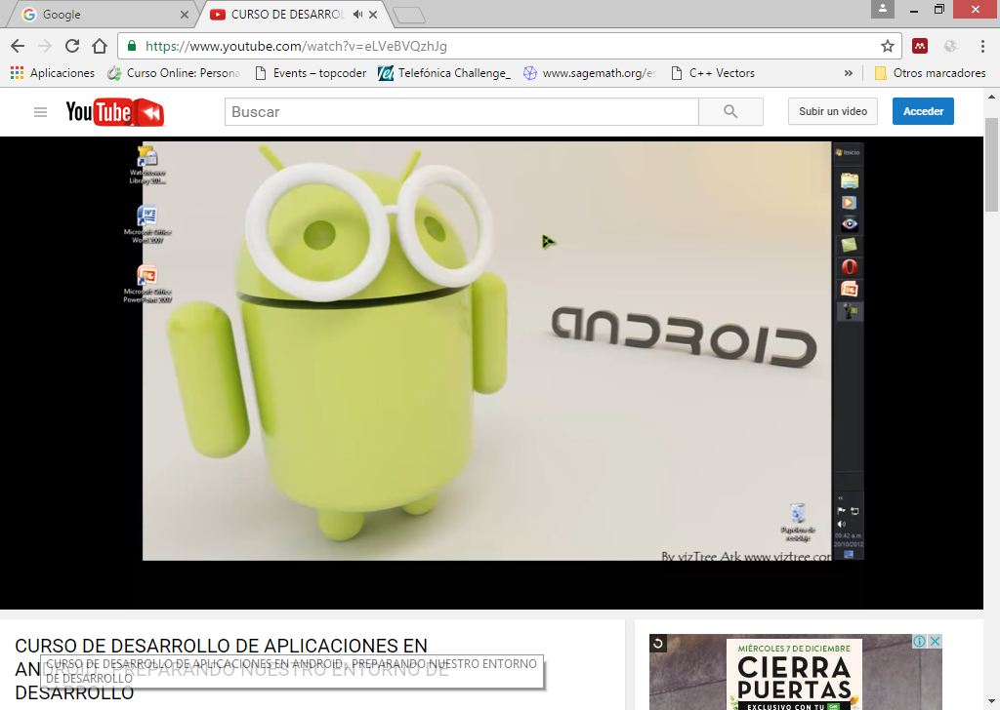 Google
CURSO DE DESARROL
https://www.youtube.com/watch?v=eLVeBVQzhJg
Aplicaciones
Curso Online: Persona
Events – topcoder
Telefónica Challenge_
www.sagemath.org/es
C++ Vectors
»
Otros marcadores
YouTube
Buscar
Subir un video
Acceder
Watchtower
Library 201...
Inicio
Microsoft Office
Word 2007
Microsoft Office
PowerPoint 2007
ANDROID
Papelera de
reciclaje
09:42 a.m.
20/10/2012
By vizTree Ark www.viztree.com
CURSO DE DESARROLLO DE APLICACIONES EN
ANDROID , PREPARANDO NUESTRO ENTORNO DE
DESARROLLO
CURSO DE DESARROLLO DE APLICACIONES EN ANDROID , PREPARANDO NUESTRO ENTORNO
DE DESARROLLO
MIÉRCOLES 7 DE DICIEMBRE
CIERRA
PUERTAS
EXCLUSIVO CON TU